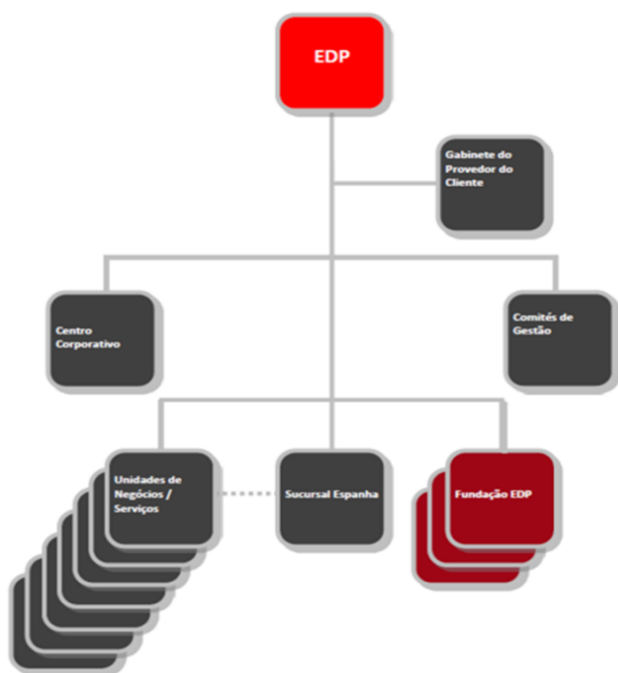 EDP
Gabinete do
Provedor do
Cliente
Centro
Corporativo
Comités de
Gestão
Unidades de
Negócios /
Serviços
Sucursal Espanha
Fundação EDP